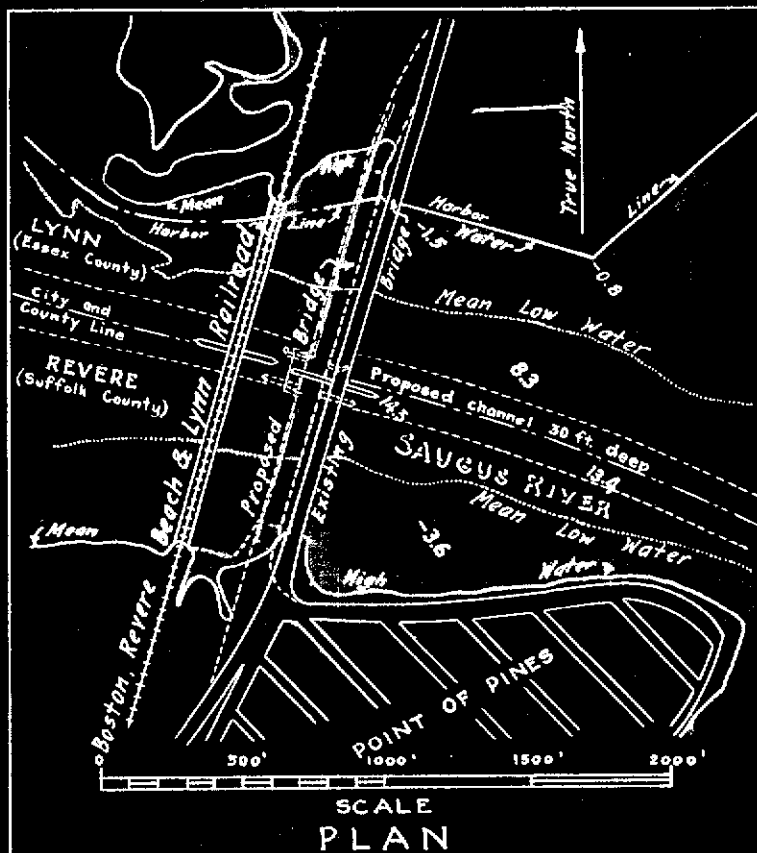 High
True North
Mean
Harbor
Line
Harbor
Line
Water
-1.5
-0.8
LYNN
(Essex County)
City and
County Line
REVERE
(Suffolk County)
Boston, Revere Beach & Lynn Railroad
Proposed Bridge
Existing Bridge
Mean Low Water
8.3
Proposed channel 30 ft. deep
14.5
13.4
SAUGUS RIVER
Mean Low Water
-3.6
Mean
High
Water
POINT OF PINES
0 500' 1000' 1500' 2000'
SCALE
PLAN